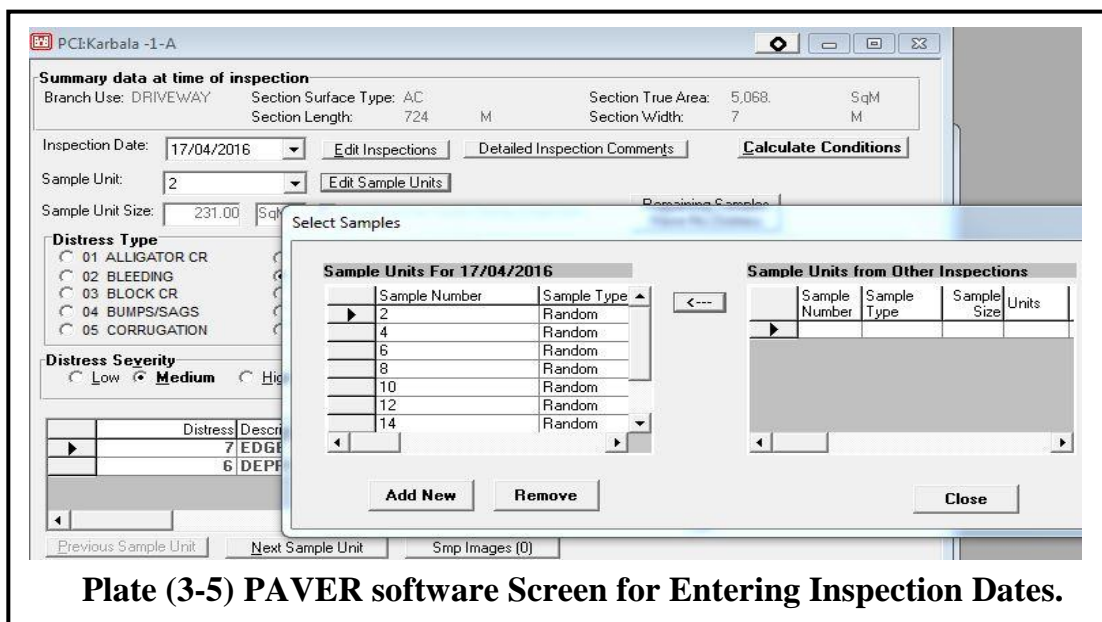 PCI:Karbala -1-A
Summary data at time of inspection
Branch Use: DRIVEWAY Section Surface Type: AC Section True Area: 5,068. SqM
Section Length: 724 M Section Width: 7 M
Inspection Date: 17/04/2016 Edit Inspections Detailed Inspection Comments Calculate Conditions
Sample Unit: 2 Edit Sample Units
Sample Unit Size: 231.00 Remaining Samples
Select Samples
Distress Type
01 ALLIGATOR CR
02 BLEEDING
03 BLOCK CR
04 BUMPS/SAGS
05 CORRUGATION
Distress Severity
Low Medium
Distress
7
6
Previous Sample Unit Next Sample Unit Smp Images (0)
Sample Units For 17/04/2016
Sample Number Sample Type
2 Random
4 Random
6 Random
8 Random
10 Random
12 Random
14 Random
<---
Add New Remove
Sample Units from Other Inspections
Sample Number Sample Type Sample Size Units
Close
Plate (3-5) PAVER software Screen for Entering Inspection Dates.